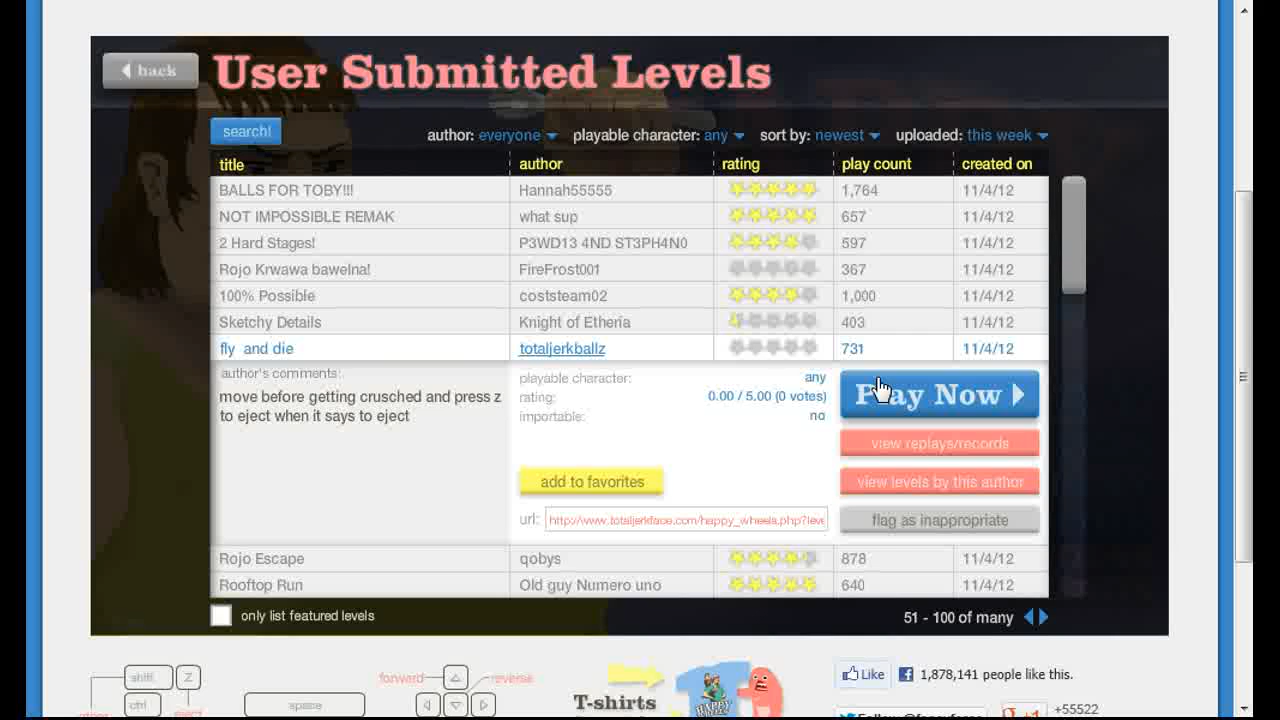 back
User Submitted Levels
search!
author: everyone playable character: any sort by: newest uploaded: this week
title author rating play count created on
BALLS FOR TOBY!!! Hannah55555 1,764 11/4/12
NOT IMPOSSIBLE REMAK what sup 657 11/4/12
2 Hard Stages! P3WD13 4ND ST3PH4N0 597 11/4/12
Rojo Krwawa bawełna! FireFrost001 367 11/4/12
100% Possible coststeam02 1,000 11/4/12
Sketchy Details Knight of Etheria 403 11/4/12
fly and die totaljerkballz 731 11/4/12
author's comments:
move before getting crusched and press z
to eject when it says to eject
playable character: any
rating: 0.00 / 5.00 (0 votes)
importable: no
Play Now
view replays/records
add to favorites
view levels by this author
url: http://www.totaljerkface.com/happy_wheels.php?leve
flag as inappropriate
Rojo Escape qobys 878 11/4/12
Rooftop Run Old guy Numero uno 640 11/4/12
only list featured levels
51 - 100 of many
shift Z
ctrl
eject
space
forward reverse
T-shirts
HAPPY WHEELS
Like 1,878,141 people like this.
+55522